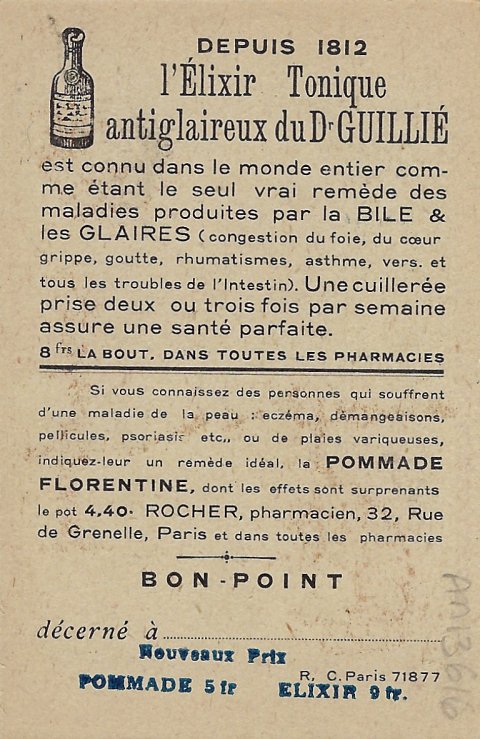 DEPUIS 1812
l'Élixir Tonique
antiglaireux du Dr GUILLIÉ
est connu dans le monde entier com-
me étant le seul vrai remède des
maladies produites par la BILE &
les GLAIRES (congestion du foie, du cœur
grippe, goutte, rhumatismes, asthme, vers. et
tous les troubles de l'Intestin). Une cuillerée
prise deux ou trois fois par semaine
assure une santé parfaite.
8 frs LA BOUT. DANS TOUTES LES PHARMACIES
Si vous connaissez des personnes qui souffrent
d'une maladie de la peau : eczéma, démangeaisons,
pellicules, psoriasis etc., ou de plaies variqueuses,
indiquez-leur un remède idéal, la POMMADE
FLORENTINE, dont les effets sont surprenants
le pot 4.40. ROCHER, pharmacien, 32, Rue
de Grenelle, Paris et dans toutes les pharmacies
BON-POINT
décerné à
Nouveaux Prix
R. C. Paris 71877
POMMADE 5 fr ELIXIR 9 fr.